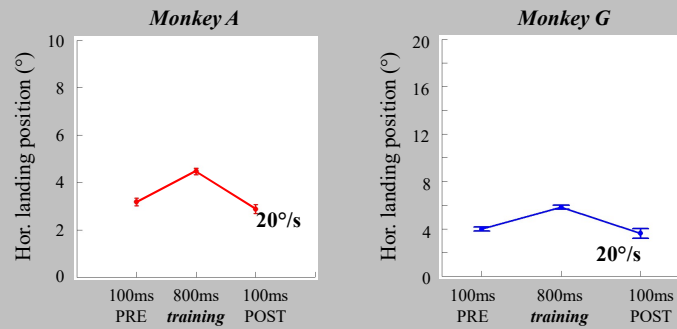 Monkey A
Hor. landing position (°)
10
8
6
4
2
0
20°/s
100ms
PRE
800ms
training
100ms
POST
Monkey G
Hor. landing position (°)
20
16
12
8
4
0
20°/s
100ms
PRE
800ms
training
100ms
POST